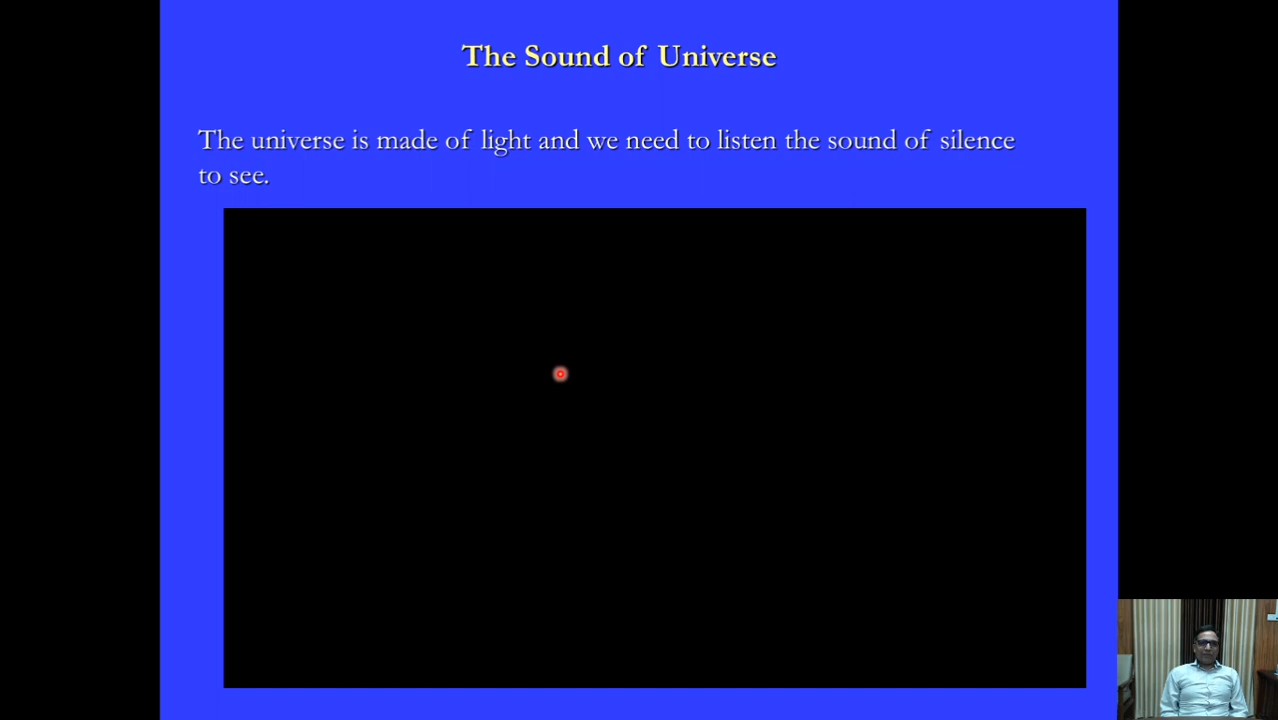 The Sound of Universe
The universe is made of light and we need to listen the sound of silence
to see.